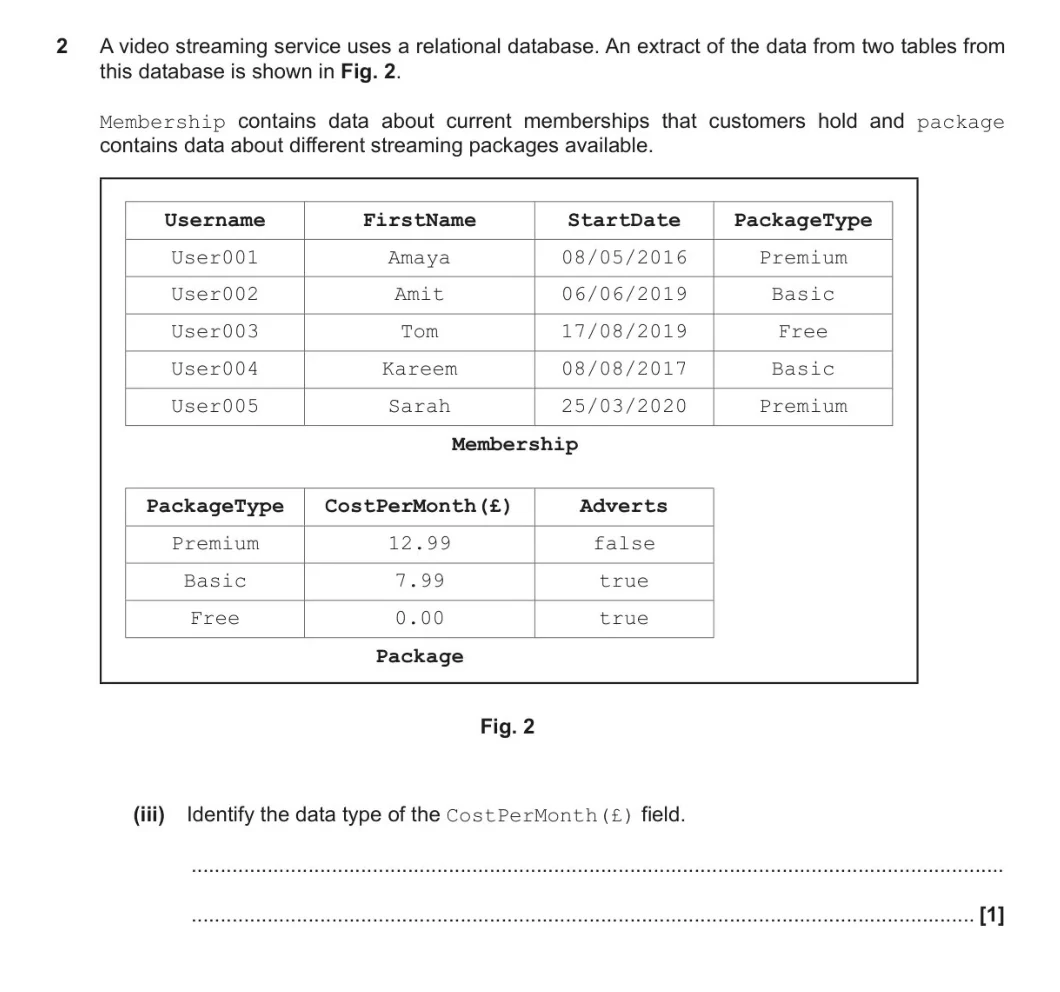 2 A video streaming service uses a relational database. An extract of the data from two tables from
this database is shown in Fig. 2.
Membership contains data about current memberships that customers hold and package
contains data about different streaming packages available.
Username FirstName StartDate PackageType
User001 Amaya 08/05/2016 Premium
User002 Amit 06/06/2019 Basic
User003 Tom 17/08/2019 Free
User004 Kareem 08/08/2017 Basic
User005 Sarah 25/03/2020 Premium
Membership
PackageType CostPerMonth(£) Adverts
Premium 12.99 false
Basic 7.99 true
Free 0.00 true
Package
Fig. 2
(iii) Identify the data type of the CostPerMonth(£) field.
[1]